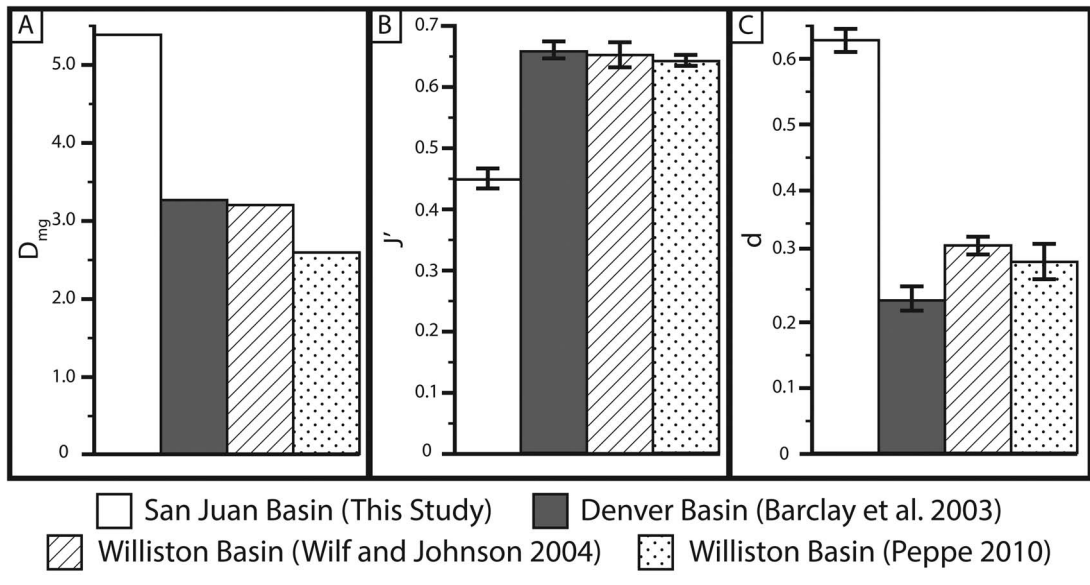 A
D mg
5.0
4.0
3.0
2.0
1.0
0
B
J′
0.7
0.6
0.5
0.4
0.3
0.2
0.1
0
C
d
0.6
0.5
0.4
0.3
0.2
0.1
0
San Juan Basin (This Study)
Denver Basin (Barclay et al. 2003)
Williston Basin (Wilf and Johnson 2004)
Williston Basin (Peppe 2010)